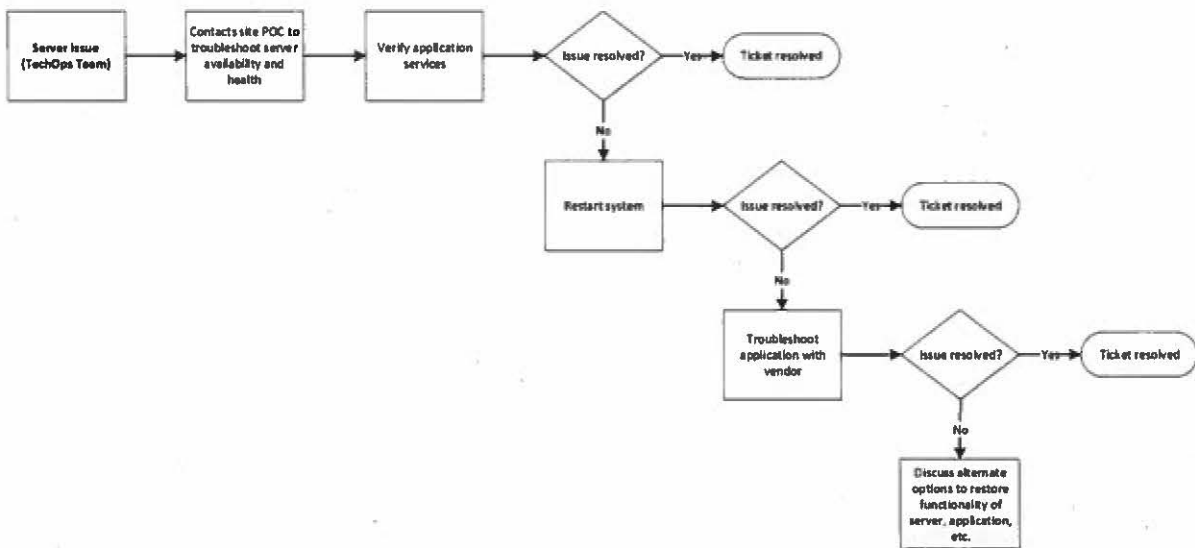 Server Issue
(TechOps Team)
Contacts site POC to
troubleshoot server
availability and
health
Verify application
services
Issue resolved?
Yes
Ticket resolved
No
Restart system
Issue resolved?
Yes
Ticket resolved
No
Troubleshoot
application with
vendor
Issue resolved?
Yes
Ticket resolved
No
Discuss alternate
options to restore
functionality of
server, application,
etc.